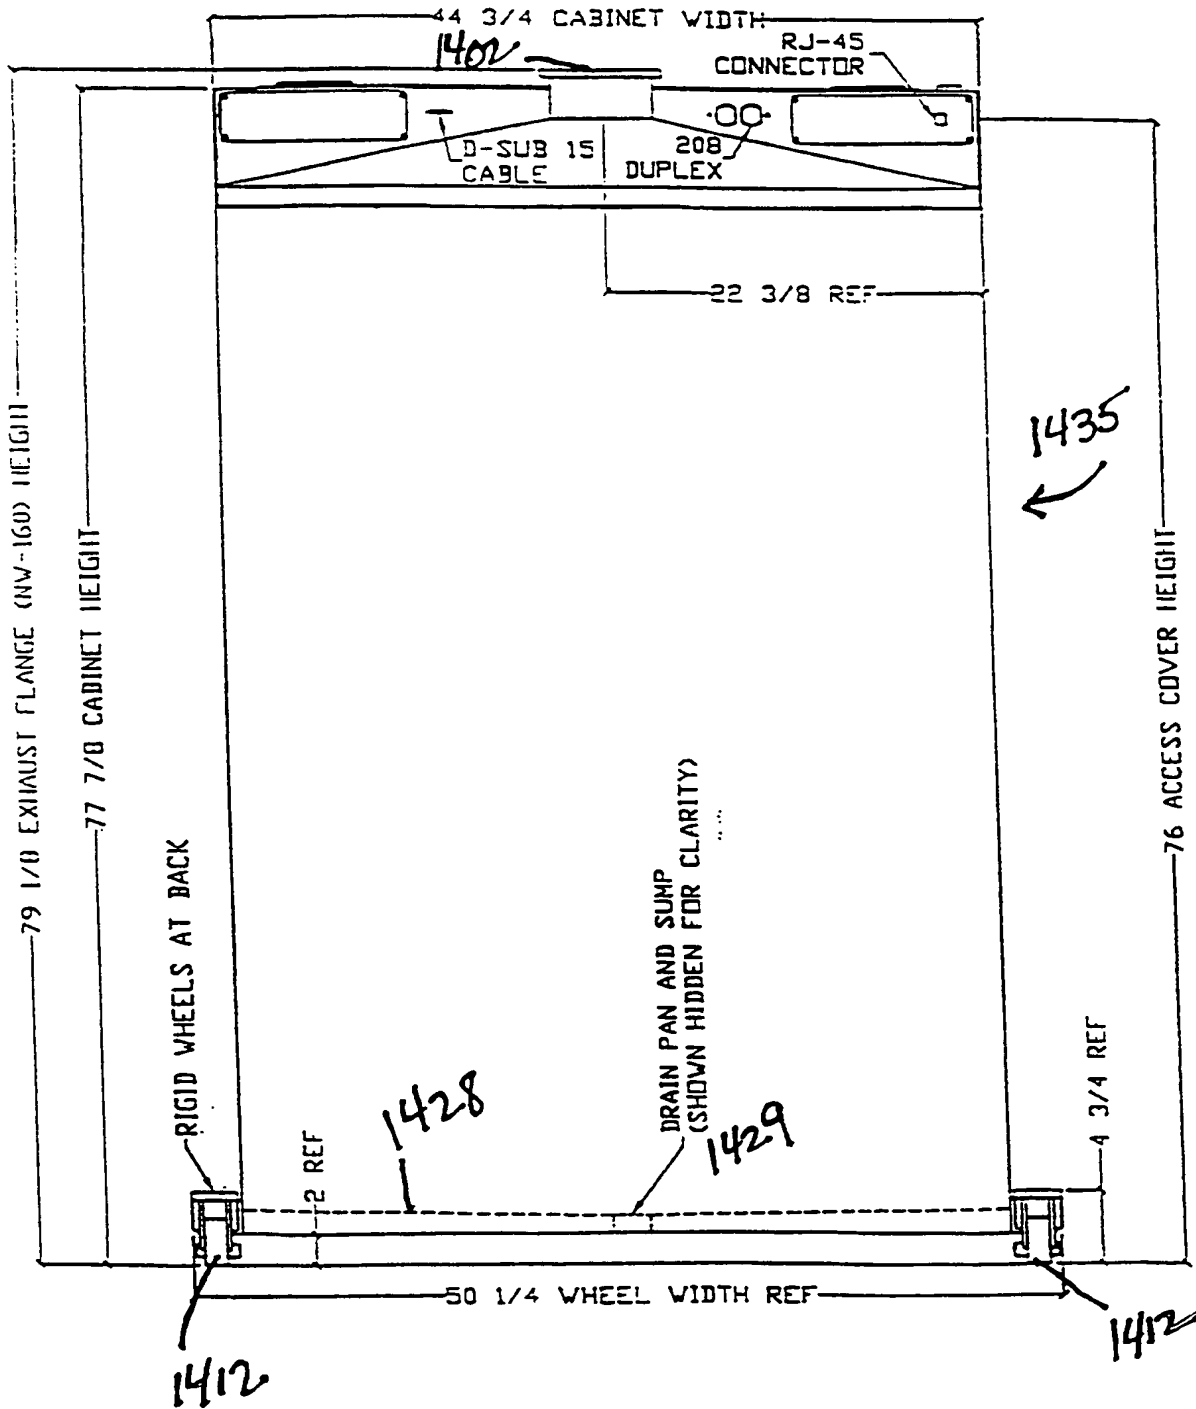 44 3/4 CABINET WIDTH
1402
RJ-45
CONNECTOR
D-SUB 15
CABLE
208
DUPLEX
22 3/8 REF
1435
79 1/8 EXHAUST FLANGE (NW-160) HEIGHT
77 7/8 CABINET HEIGHT
76 ACCESS COVER HEIGHT
RIGID WHEELS AT BACK
1428
2 REF
DRAIN PAN AND SUMP
(SHOWN HIDDEN FOR CLARITY)
1429
4 3/4 REF
50 1/4 WHEEL WIDTH REF
1412
1412